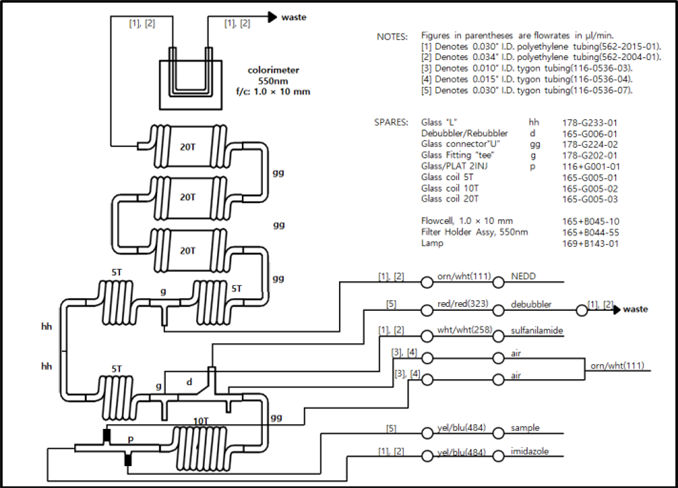 [1], [2]
[1], [2]
waste
colorimeter
550nm
f/c: 1.0 × 10 mm
NOTES: Figures in parentheses are flowrates in µl/min.
[1] Denotes 0.030" I.D. polyethylene tubing(562-2015-01).
[2] Denotes 0.034" I.D. polyethylene tubing(562-2004-01).
[3] Denotes 0.010" I.D. tygon tubing(116-0536-03).
[4] Denotes 0.015" I.D. tygon tubing(116-0536-04).
[5] Denotes 0.030" I.D. tygon tubing(116-0536-07).
SPARES: Glass "L" hh 178-G233-01
Debubbler/Rebubbler d 165-G006-01
Glass connector"U" gg 178-G224-02
Glass Fitting "tee" g 178-G202-01
Glass/PLAT 2INJ p 116+G001-01
Glass coil 5T 165-G005-01
Glass coil 10T 165-G005-02
Glass coil 20T 165-G005-03
Flowcell, 1.0 × 10 mm 165+B045-10
Filter Holder Assy, 550nm 165+B044-55
Lamp 169+B143-01
20T
gg
20T
gg
20T
gg
5T
g
5T
hh
hh
5T
g
d
gg
10T
p
[1], [2] orn/wht(111) NEDD
[5] red/red(323) debubbler [1], [2] waste
[1], [2] wht/wht(258) sulfanilamide
[3], [4] air
orn/wht(111)
[3], [4] air
[5] yel/blu(484) sample
[1], [2] yel/blu(484) imidazole